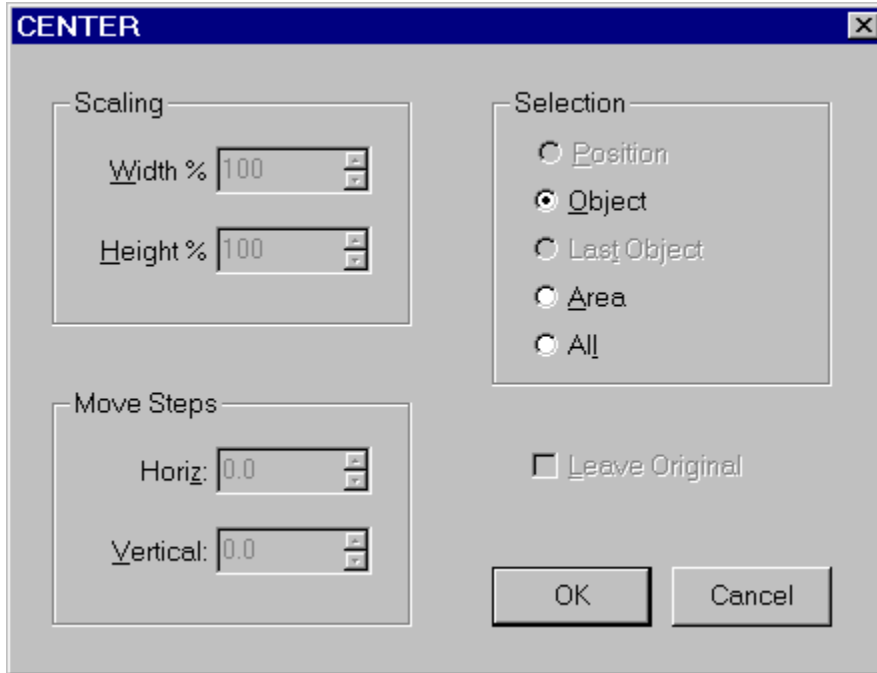 CENTER
Scaling
Width % 100
Height % 100
Selection
Position
Object
Last Object
Area
All
Move Steps
Horiz: 0.0
Vertical: 0.0
Leave Original
OK
Cancel